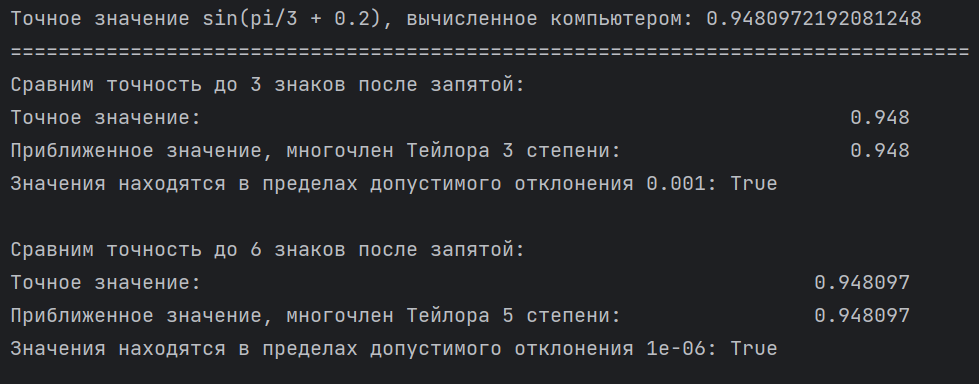 Точное значение sin(pi/3 + 0.2), вычисленное компьютером: 0.9480972192081248
================================================================================
Сравним точность до 3 знаков после запятой:
Точное значение:                                                      0.948
Приближенное значение, многочлен Тейлора 3 степени:                   0.948
Значения находятся в пределах допустимого отклонения 0.001: True
Сравним точность до 6 знаков после запятой:
Точное значение:                                                   0.948097
Приближенное значение, многочлен Тейлора 5 степени:                0.948097
Значения находятся в пределах допустимого отклонения 1e-06: True